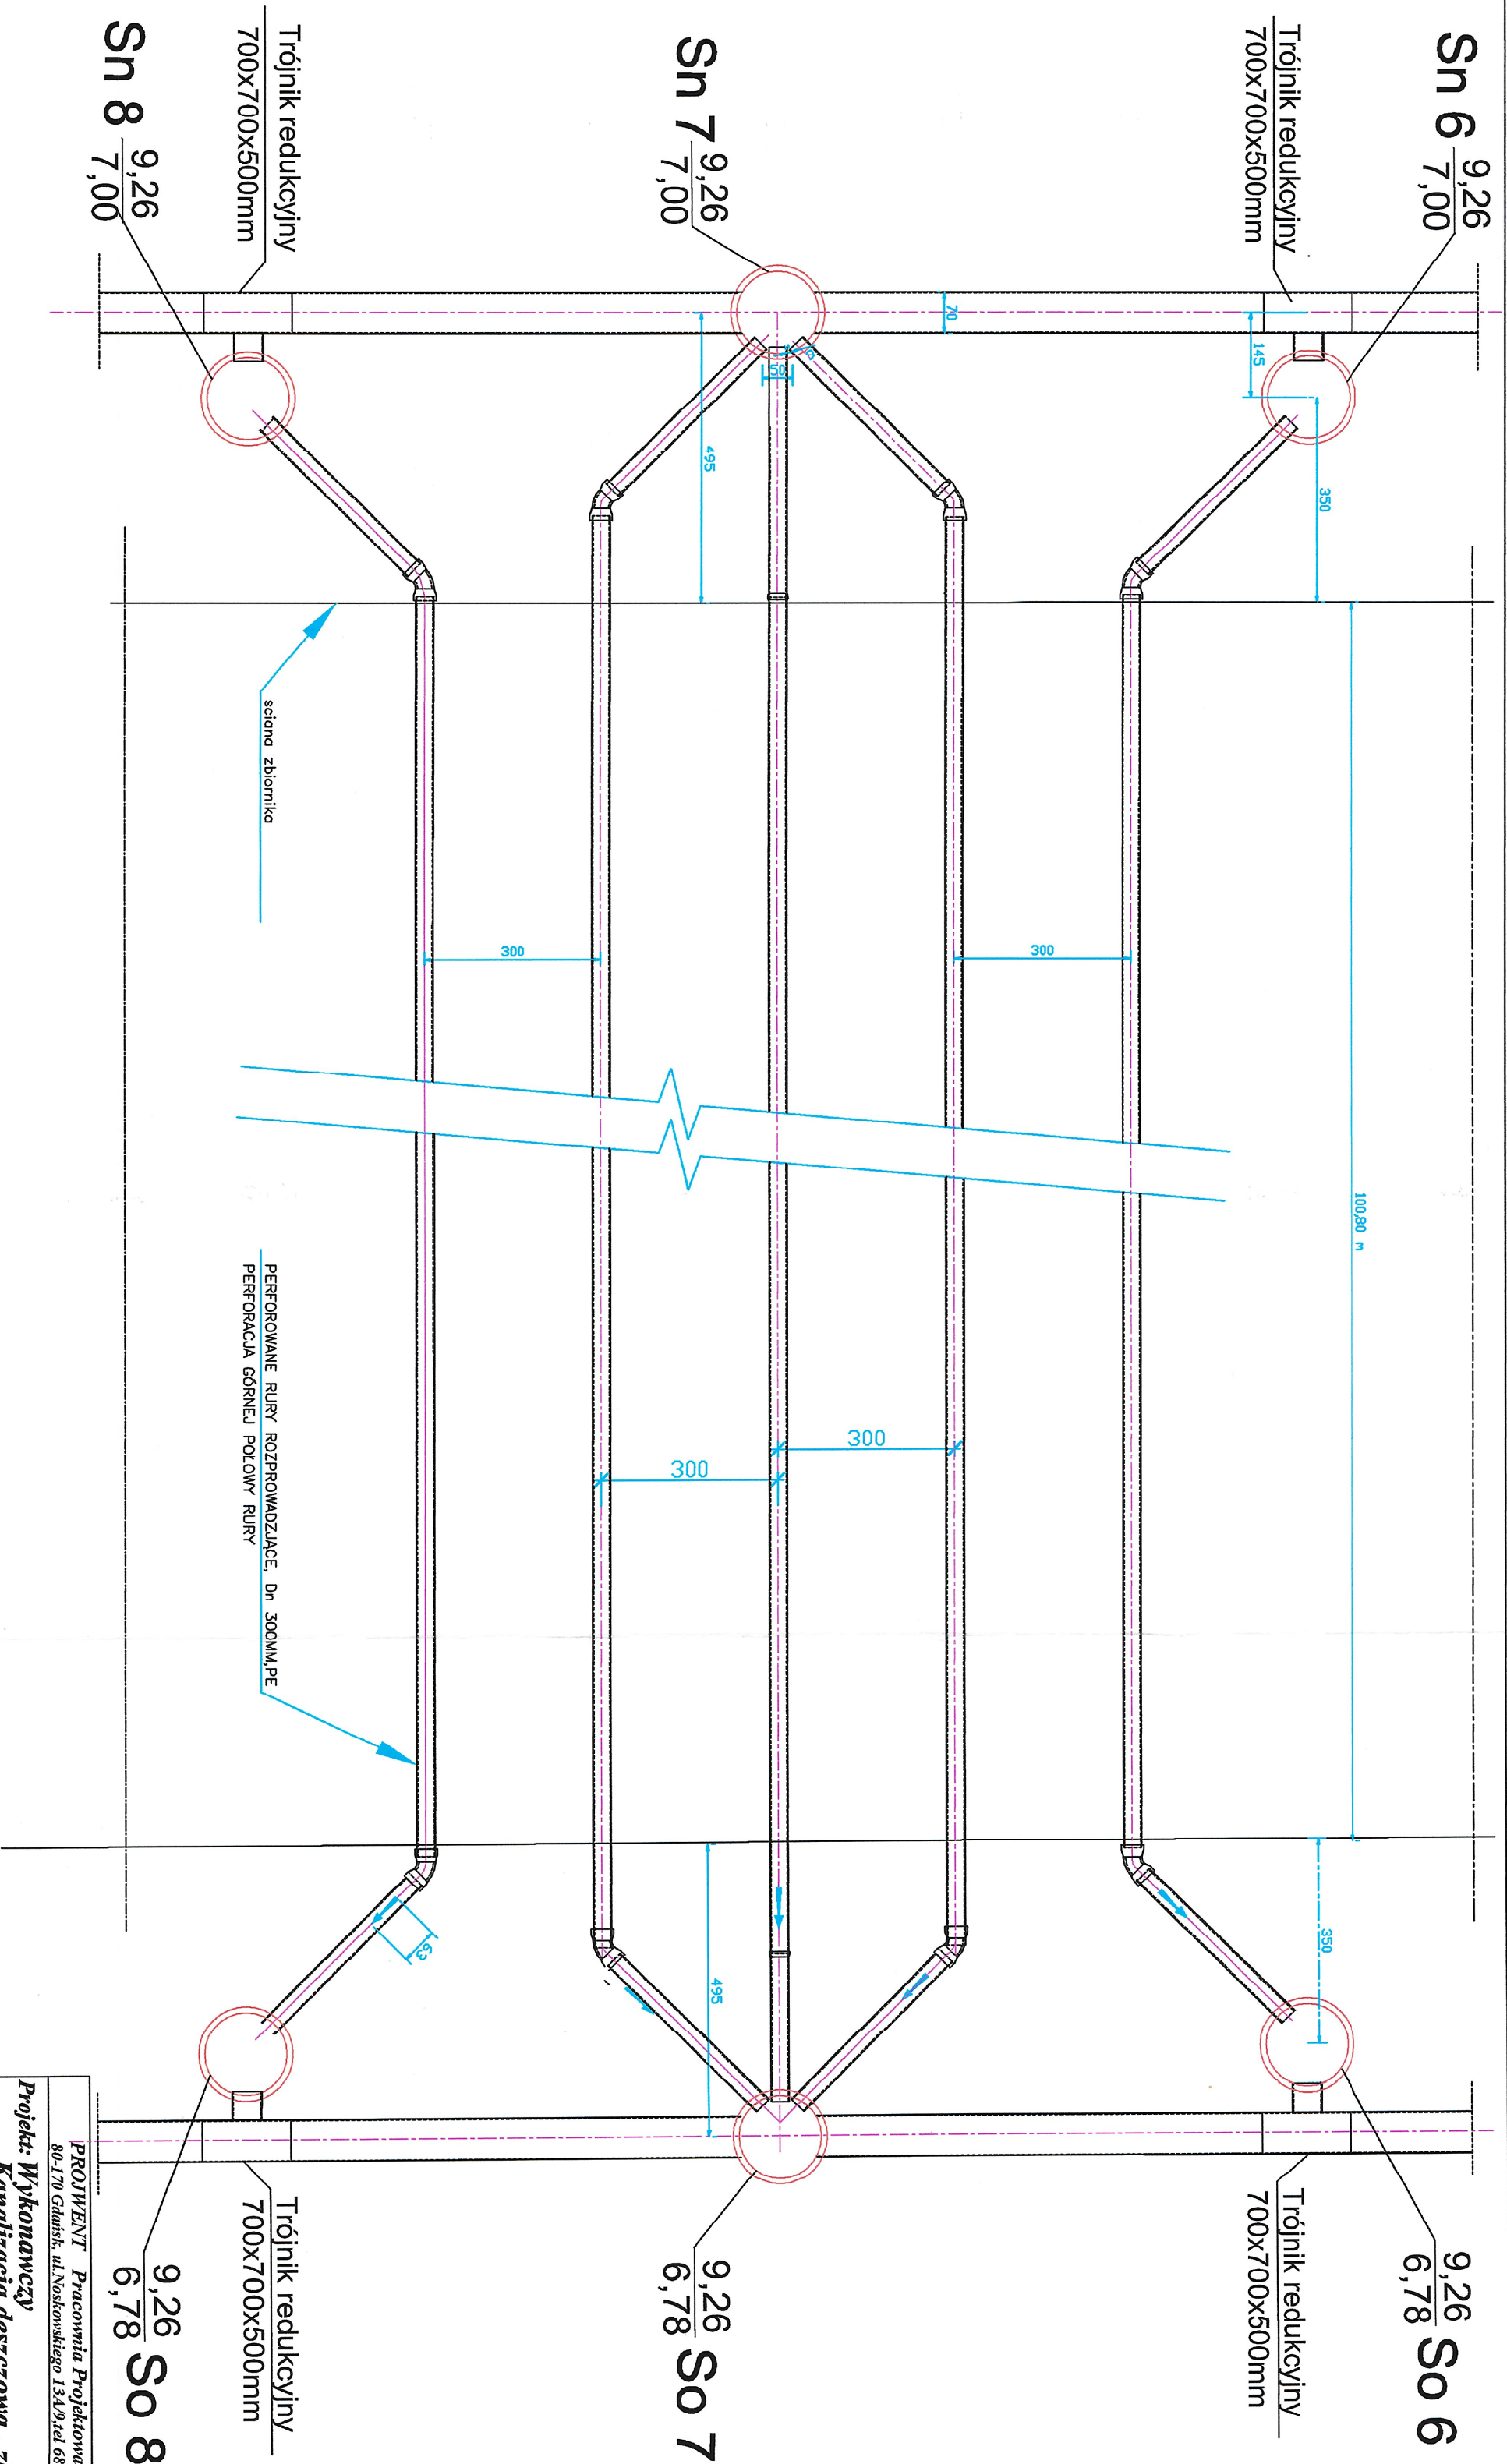 Sn 6 9,26
7,00
Trójnik redukcyjny
700x700x500mm
Sn 7 9,26
7,00
Trójnik redukcyjny
700x700x500mm
Sn 8 9,26
7,00
145
350
70
50
495
sciana zbiornika
300
300
100,80 m
PERFOROWANE RURY ROZPROWADZJĄCE, Dn 300MM,PE
PERFORACJA GÓRNEJ POŁOWY RURY
300
300
350
495
63
9,26
6,78 So 6
Trójnik redukcyjny
700x700x500mm
9,26
6,78 So 7
Trójnik redukcyjny
700x700x500mm
9,26
6,78 So 8
PROJWENT Pracownia Projektowa
80-170 Gdańsk, ul.Noskowskiego 13A/9,tel 68
Projekt: Wykonawczy
Kanalizacja deszczowa